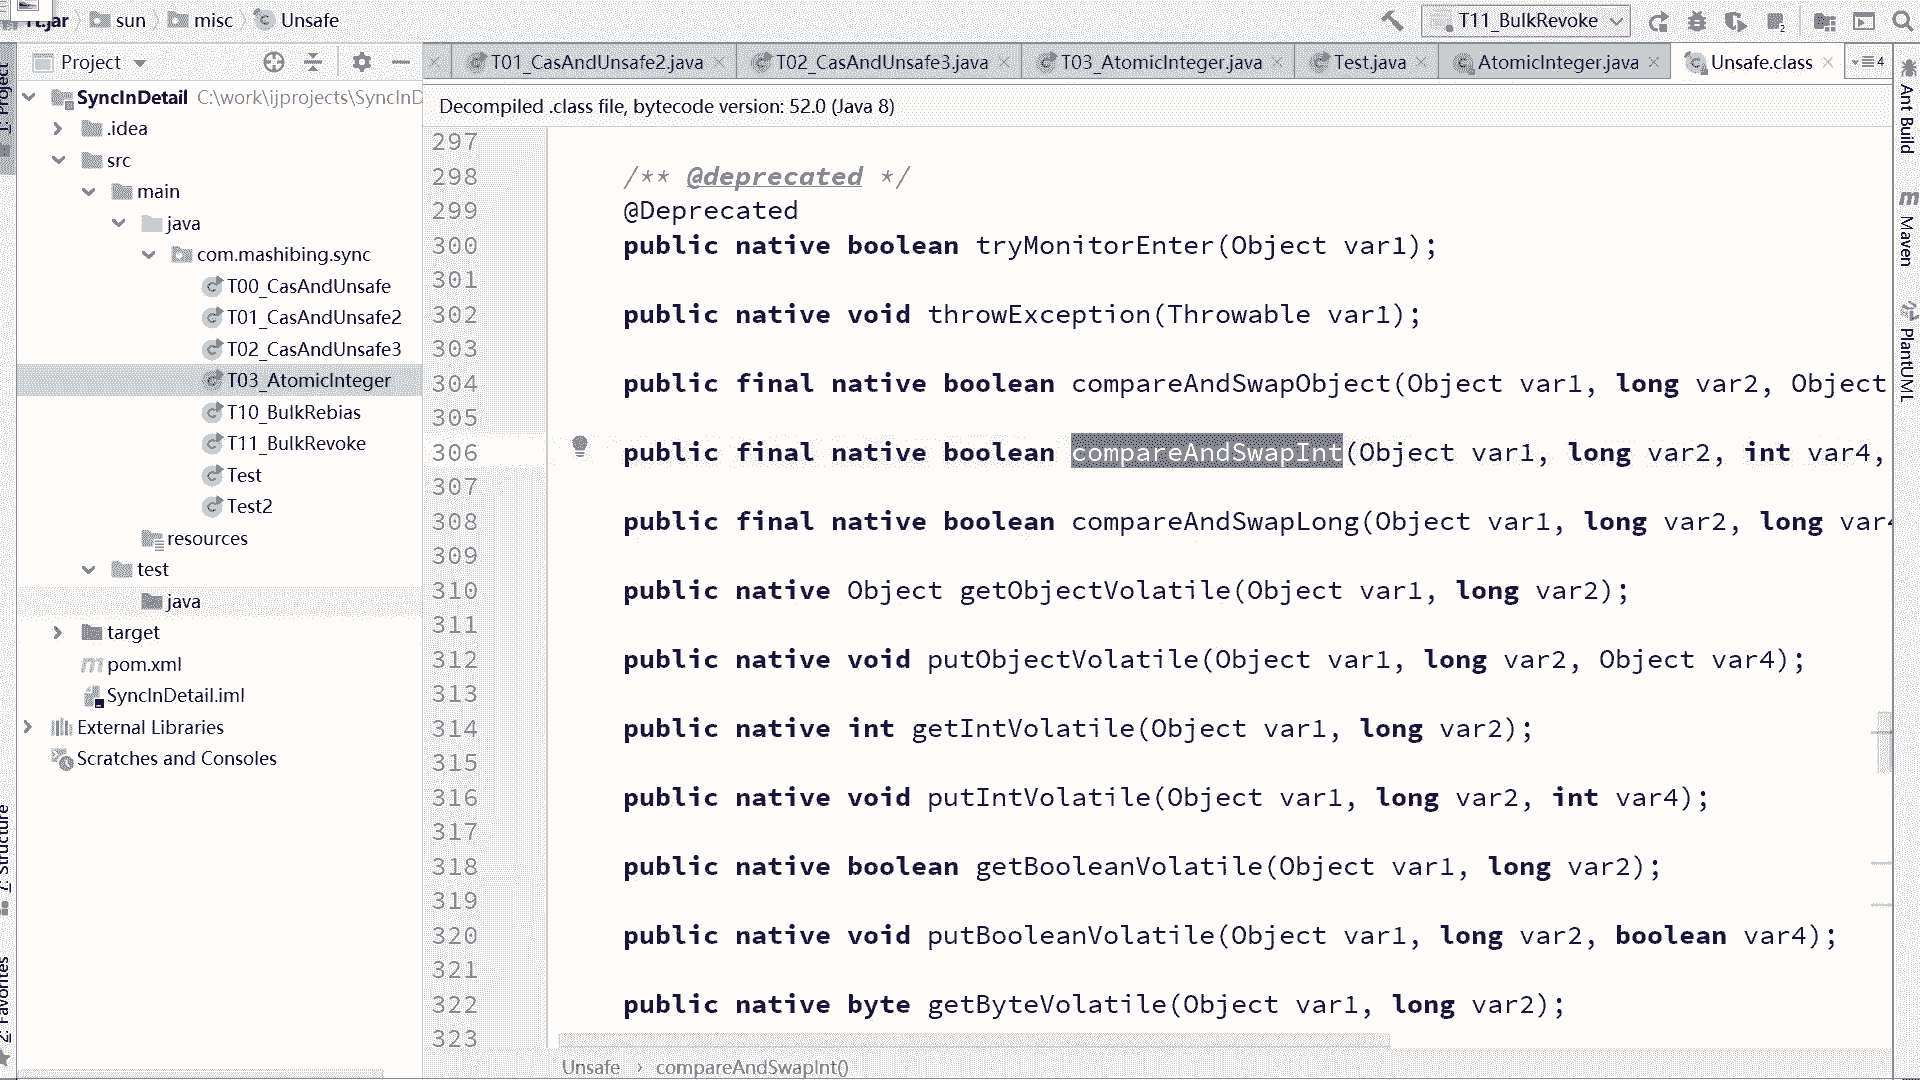 rt.jar sun misc Unsafe T11_BulkRevoke
Project
T01_CasAndUnsafe2.java T02_CasAndUnsafe3.java T03_AtomicInteger.java Test.java AtomicInteger.java Unsafe.class 4
SyncInDetail C:\work\ijprojects\SyncInD
.idea
src
main
java
com.mashibing.sync
T00_CasAndUnsafe
T01_CasAndUnsafe2
T02_CasAndUnsafe3
T03_AtomicInteger
T10_BulkRebias
T11_BulkRevoke
Test
Test2
resources
test
java
target
pom.xml
SyncInDetail.iml
External Libraries
Scratches and Consoles
Decompiled .class file, bytecode version: 52.0 (Java 8)
297
298 /** @deprecated */
299 @Deprecated
300 public native boolean tryMonitorEnter(Object var1);
301
302 public native void throwException(Throwable var1);
303
304 public final native boolean compareAndSwapObject(Object var1, long var2, Object
305
306 public final native boolean compareAndSwapInt(Object var1, long var2, int var4,
307
308 public final native boolean compareAndSwapLong(Object var1, long var2, long var4
309
310 public native Object getObjectVolatile(Object var1, long var2);
311
312 public native void putObjectVolatile(Object var1, long var2, Object var4);
313
314 public native int getIntVolatile(Object var1, long var2);
315
316 public native void putIntVolatile(Object var1, long var2, int var4);
317
318 public native boolean getBooleanVolatile(Object var1, long var2);
319
320 public native void putBooleanVolatile(Object var1, long var2, boolean var4);
321
322 public native byte getByteVolatile(Object var1, long var2);
323
Unsafe › compareAndSwapInt()
1: Project
7: Structure
2: Favorites
Ant Build
Maven
PlantUML